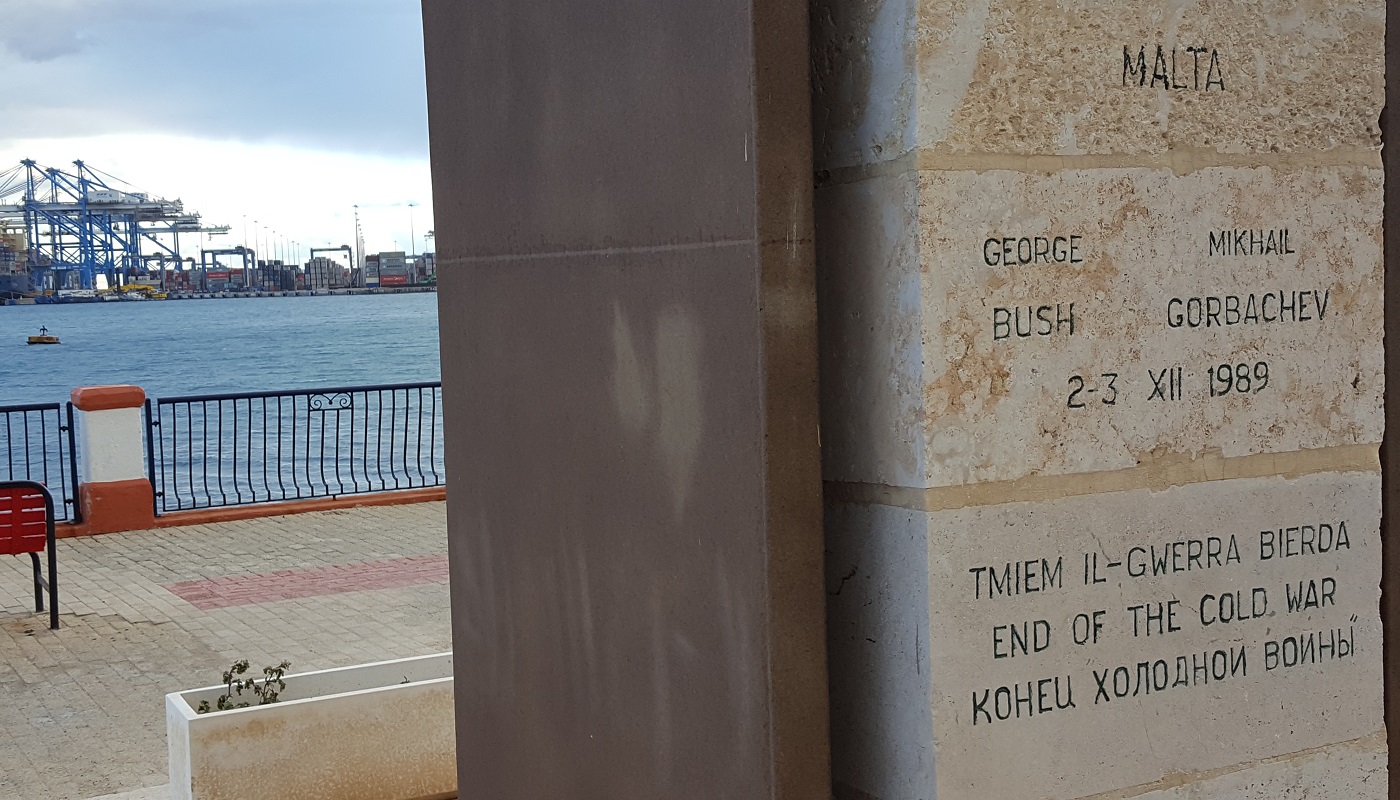 MALTA
GEORGE MIKHAIL
BUSH GORBACHEV
2-3 XII 1989
TMIEM IL-GWERRA BIERDA
END OF THE COLD WAR
КОНЕЦ "ХОЛОДНОЙ ВОЙНЫ"